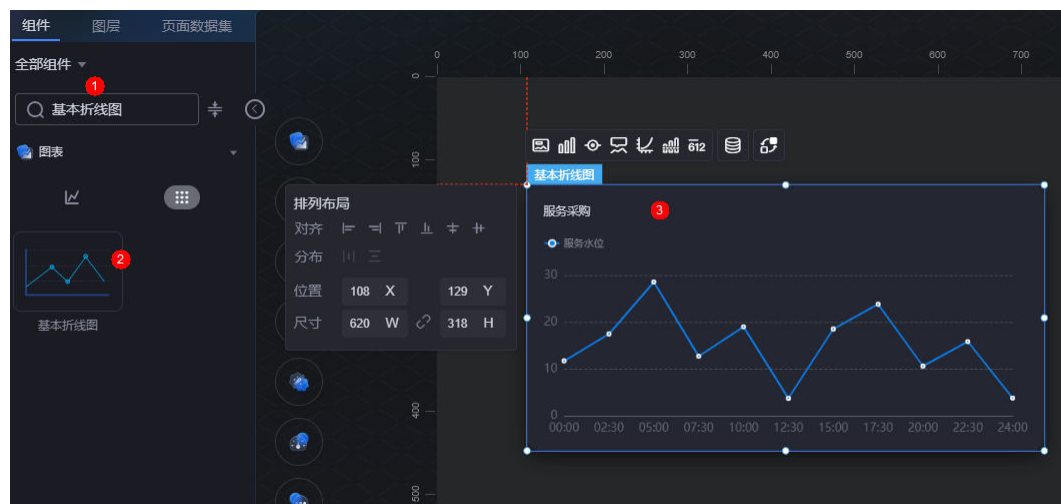 组件 图层 页面数据集
全部组件
1
基本折线图
图表
2
基本折线图
0 100 200 300 400 500 600 700
0
100
400
500
612
基本折线图
排列布局
对齐
分布
位置 108 X 129 Y
尺寸 620 W 318 H
服务采购 3
服务水位
30
20
10
0
00:00 02:30 05:00 07:30 10:00 12:30 15:00 17:30 20:00 22:30 24:00